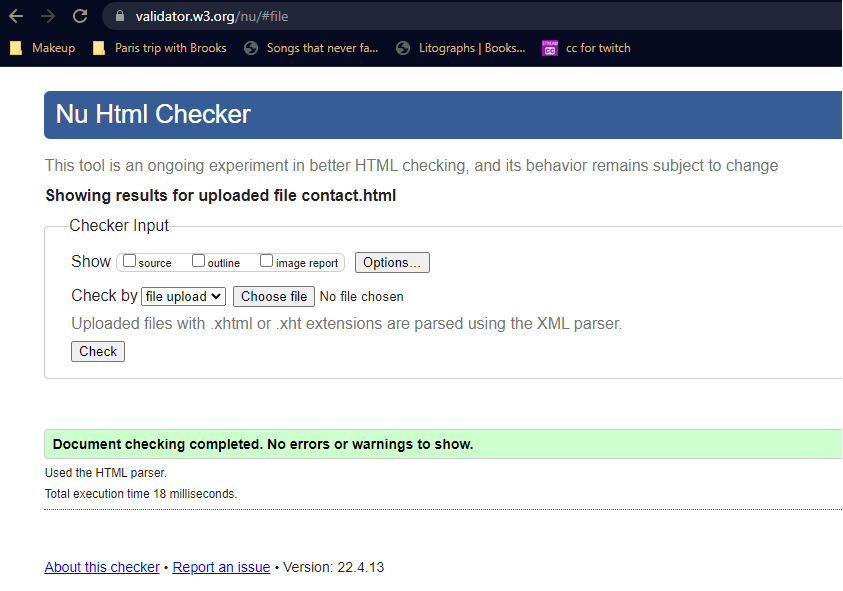 validator.w3.org/nu/#file
Makeup Paris trip with Brooks Songs that never fa... Litographs | Books... STREAM CC cc for twitch
Nu Html Checker
This tool is an ongoing experiment in better HTML checking, and its behavior remains subject to change
Showing results for uploaded file contact.html
Checker Input
Show source outline image report Options...
Check by file upload Choose file No file chosen
Uploaded files with .xhtml or .xht extensions are parsed using the XML parser.
Check
Document checking completed. No errors or warnings to show.
Used the HTML parser.
Total execution time 18 milliseconds.
About this checker • Report an issue • Version: 22.4.13